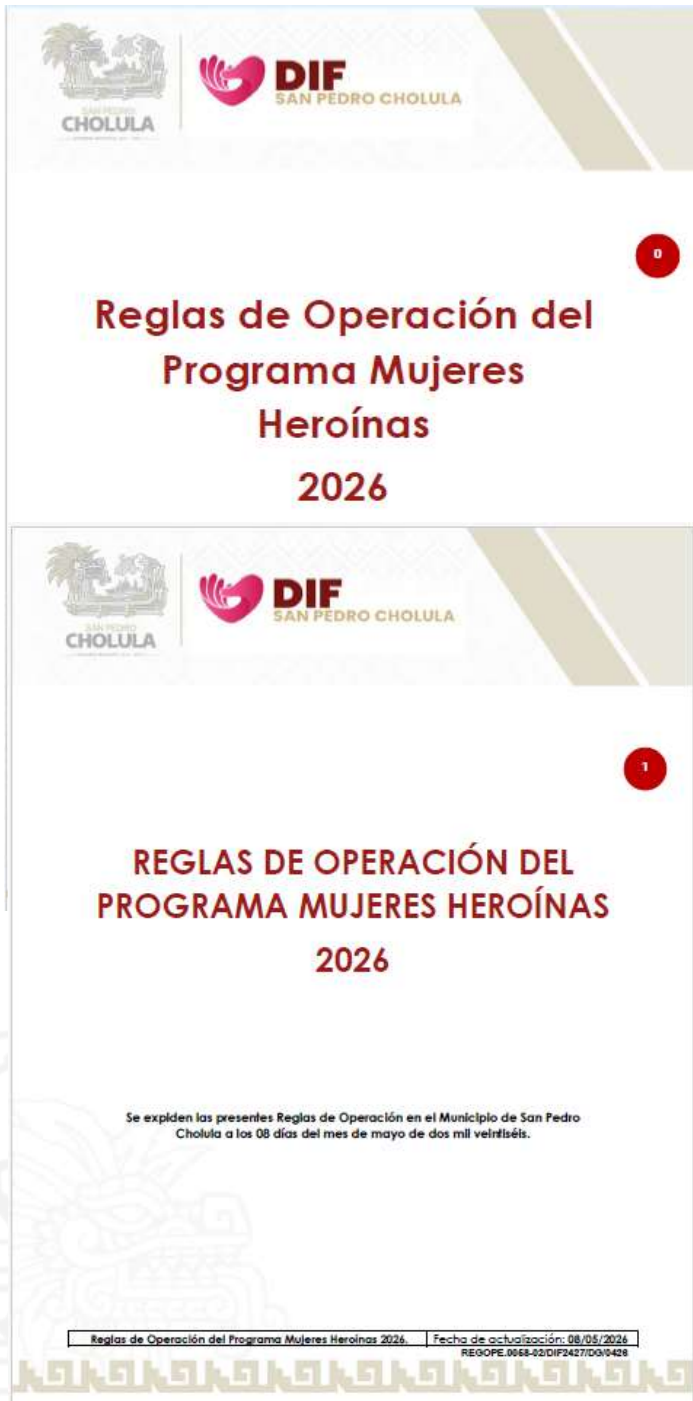 SAN PEDRO
CHOLULA
DIF
SAN PEDRO CHOLULA
0
Reglas de Operación del
Programa Mujeres
Heroínas
2026
SAN PEDRO
CHOLULA
DIF
SAN PEDRO CHOLULA
1
REGLAS DE OPERACIÓN DEL
PROGRAMA MUJERES HEROÍNAS
2026
Se expiden las presentes Reglas de Operación en el Municipio de San Pedro
Cholula a los 08 días del mes de mayo de dos mil veintiséis.
Reglas de Operación del Programa Mujeres Heroínas 2026. Fecha de actualización: 08/05/2026
REGOPE.0058-02/DIF2427/DG/0426